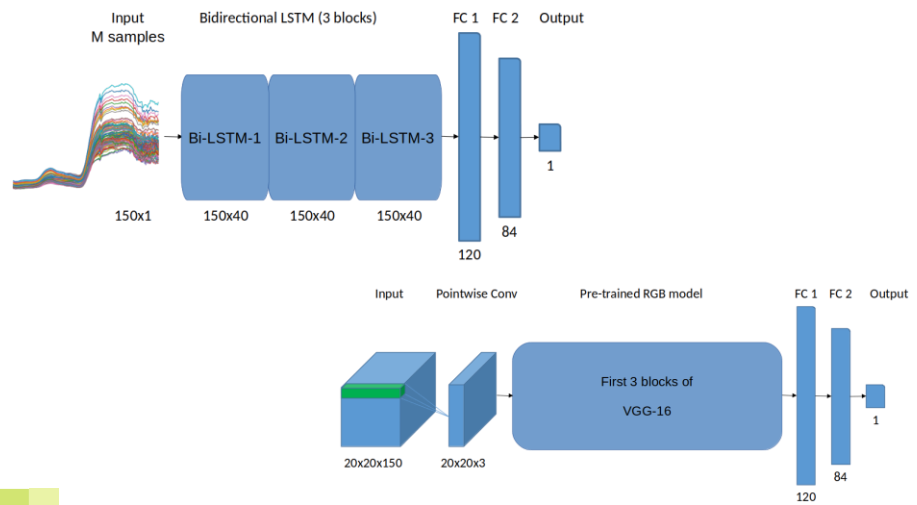 Input
M samples
Bidirectional LSTM (3 blocks)
FC 1
FC 2
Output
Bi-LSTM-1
Bi-LSTM-2
Bi-LSTM-3
1
150x1
150x40
150x40
150x40
84
120
Input
Pointwise Conv
Pre-trained RGB model
FC 1
FC 2
Output
First 3 blocks of
VGG-16
1
20x20x150
20x20x3
84
120